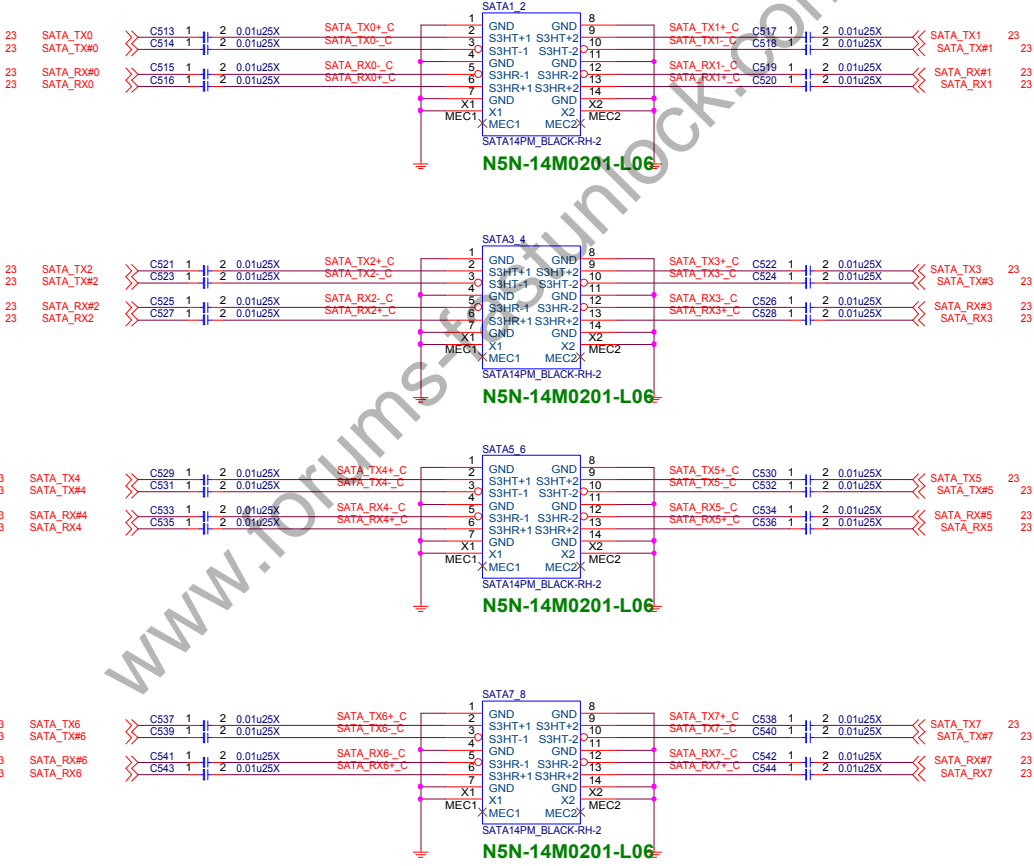 SATA1_2
23 SATA_TX0 C513 1 2 0.01u25X SATA_TX0+_C 1 GND GND 8 SATA_TX1+_C C517 1 2 0.01u25X SATA_TX1 23
23 SATA_TX#0 C514 1 2 0.01u25X SATA_TX0-_C 2 S3HT+1 S3HT+2 9 SATA_TX1-_C C518 1 2 0.01u25X SATA_TX#1 23
3 S3HT-1 S3HT-2 10
4 GND GND 11
23 SATA_RX#0 C515 1 2 0.01u25X SATA_RX0-_C 5 S3HR-1 S3HR-2 12 SATA_RX1-_C C519 1 2 0.01u25X SATA_RX#1 23
23 SATA_RX0 C516 1 2 0.01u25X SATA_RX0+_C 6 S3HR+1 S3HR+2 13 SATA_RX1+_C C520 1 2 0.01u25X SATA_RX1 23
7 GND GND 14
X1 X1 X2 X2
MEC1 MEC1 MEC2 MEC2
SATA14PM_BLACK-RH-2
N5N-14M0201-L06
SATA3_4
23 SATA_TX2 C521 1 2 0.01u25X SATA_TX2+_C 1 GND GND 8 SATA_TX3+_C C522 1 2 0.01u25X SATA_TX3 23
23 SATA_TX#2 C523 1 2 0.01u25X SATA_TX2-_C 2 S3HT+1 S3HT+2 9 SATA_TX3-_C C524 1 2 0.01u25X SATA_TX#3 23
3 S3HT-1 S3HT-2 10
4 GND GND 11
23 SATA_RX#2 C525 1 2 0.01u25X SATA_RX2-_C 5 S3HR-1 S3HR-2 12 SATA_RX3-_C C526 1 2 0.01u25X SATA_RX#3 23
23 SATA_RX2 C527 1 2 0.01u25X SATA_RX2+_C 6 S3HR+1 S3HR+2 13 SATA_RX3+_C C528 1 2 0.01u25X SATA_RX3 23
7 GND GND 14
X1 X1 X2 X2
MEC1 MEC1 MEC2 MEC2
SATA14PM_BLACK-RH-2
N5N-14M0201-L06
SATA5_6
3 SATA_TX4 C529 1 2 0.01u25X SATA_TX4+_C 1 GND GND 8 SATA_TX5+_C C530 1 2 0.01u25X SATA_TX5 23
3 SATA_TX#4 C531 1 2 0.01u25X SATA_TX4-_C 2 S3HT+1 S3HT+2 9 SATA_TX5-_C C532 1 2 0.01u25X SATA_TX#5 23
3 S3HT-1 S3HT-2 10
4 GND GND 11
3 SATA_RX#4 C533 1 2 0.01u25X SATA_RX4-_C 5 S3HR-1 S3HR-2 12 SATA_RX5-_C C534 1 2 0.01u25X SATA_RX#5 23
3 SATA_RX4 C535 1 2 0.01u25X SATA_RX4+_C 6 S3HR+1 S3HR+2 13 SATA_RX5+_C C536 1 2 0.01u25X SATA_RX5 23
7 GND GND 14
X1 X1 X2 X2
MEC1 MEC1 MEC2 MEC2
SATA14PM_BLACK-RH-2
N5N-14M0201-L06
SATA7_8
3 SATA_TX6 C537 1 2 0.01u25X SATA_TX6+_C 1 GND GND 8 SATA_TX7+_C C538 1 2 0.01u25X SATA_TX7 23
3 SATA_TX#6 C539 1 2 0.01u25X SATA_TX6-_C 2 S3HT+1 S3HT+2 9 SATA_TX7-_C C540 1 2 0.01u25X SATA_TX#7 23
3 S3HT-1 S3HT-2 10
4 GND GND 11
3 SATA_RX#6 C541 1 2 0.01u25X SATA_RX6-_C 5 S3HR-1 S3HR-2 12 SATA_RX7-_C C542 1 2 0.01u25X SATA_RX#7 23
3 SATA_RX6 C543 1 2 0.01u25X SATA_RX6+_C 6 S3HR+1 S3HR+2 13 SATA_RX7+_C C544 1 2 0.01u25X SATA_RX7 23
7 GND GND 14
X1 X1 X2 X2
MEC1 MEC1 MEC2 MEC2
SATA14PM_BLACK-RH-2
N5N-14M0201-L06
www.forums-fastunlock.com